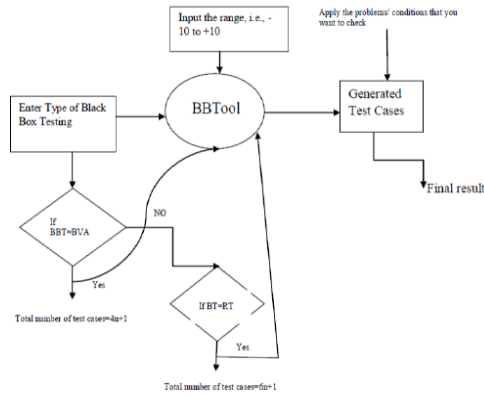 Input the range, i.e., -
10 to +10
Apply the problems/ conditions that you
want to check
Enter Type of Black
Box Testing
BBTool
Generated
Test Cases
Final result
If
BBT=BVA
NO
Yes
Total number of test cases=4n+1
If BT=RT
Yes
Total number of test cases=6n+1